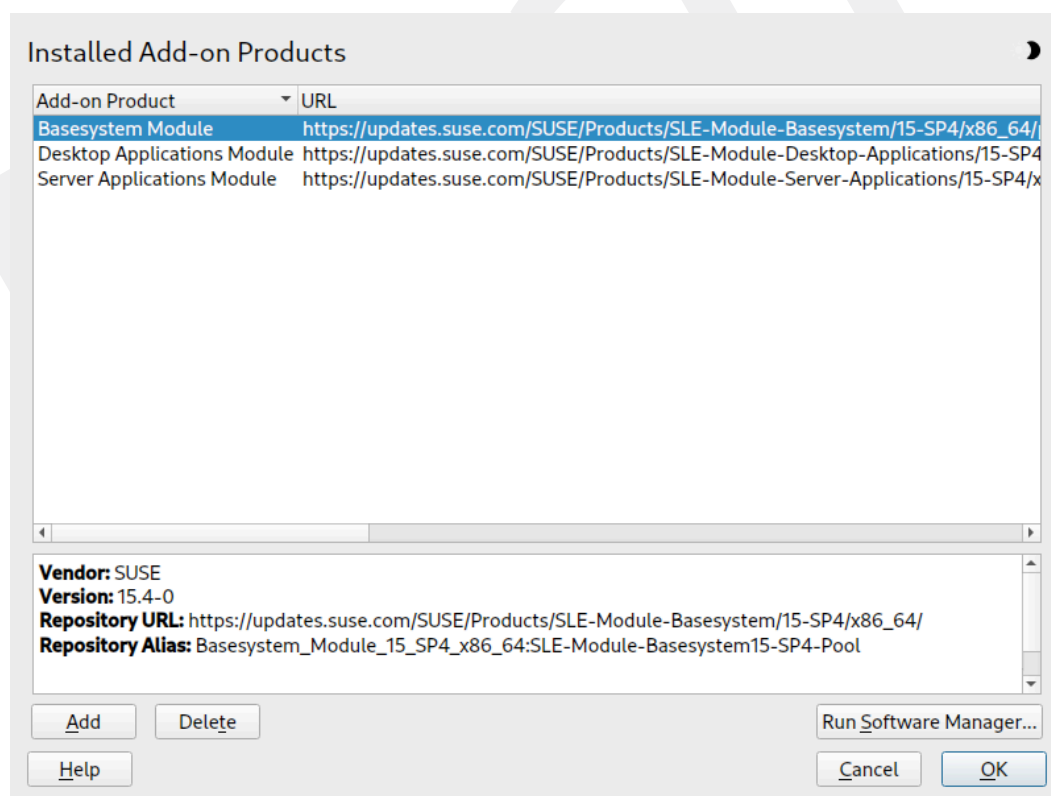 Installed Add-on Products
Add-on Product URL
Basesystem Module https://updates.suse.com/SUSE/Products/SLE-Module-Basesystem/15-SP4/x86_64/
Desktop Applications Module https://updates.suse.com/SUSE/Products/SLE-Module-Desktop-Applications/15-SP4
Server Applications Module https://updates.suse.com/SUSE/Products/SLE-Module-Server-Applications/15-SP4/x
Vendor: SUSE
Version: 15.4-0
Repository URL: https://updates.suse.com/SUSE/Products/SLE-Module-Basesystem/15-SP4/x86_64/
Repository Alias: Basesystem_Module_15_SP4_x86_64:SLE-Module-Basesystem15-SP4-Pool
Add Delete Run Software Manager...
Help Cancel OK